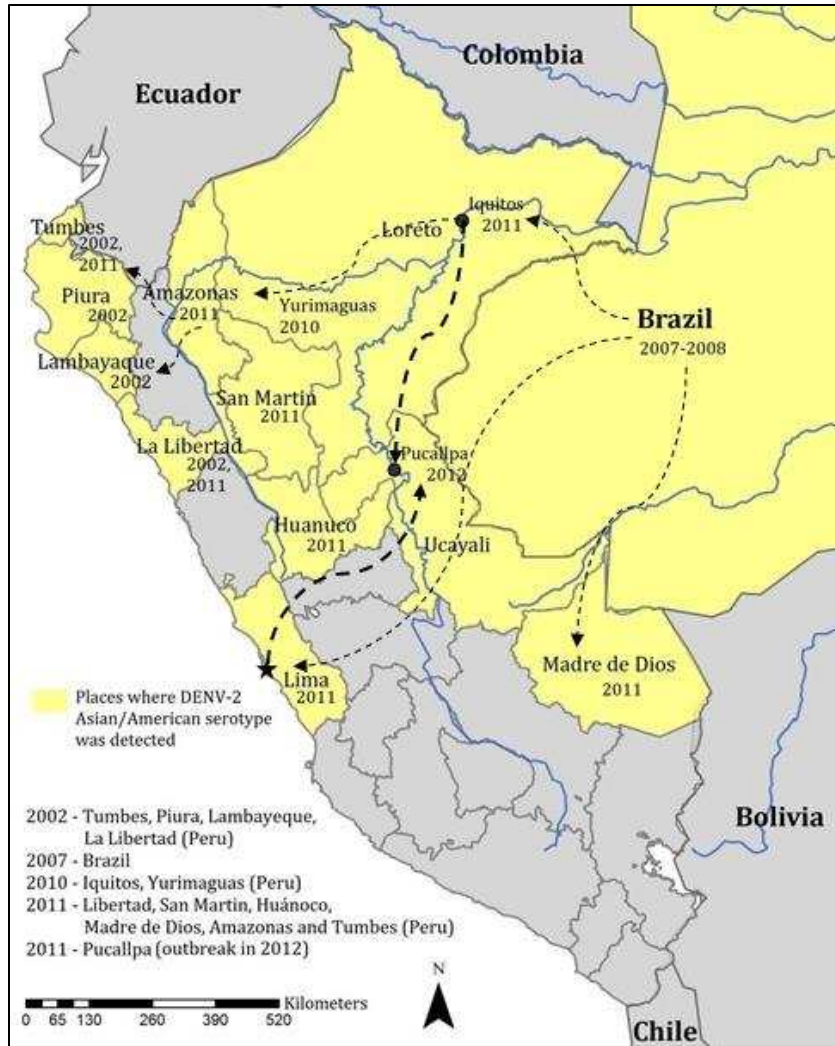 Colombia
Ecuador
Iquitos
2011
Loreto
Tumbes
2002,
2011
Amazonas
2011
Piura
2002
Yurimaguas
2010
Brazil
2007-2008
Lambayaque
2002
San Martin
2011
La Libertad
2002,
2011
Pucallpa
2012
Huanuco
2011
Ucayali
Madre de Dios
2011
Lima
2011
Places where DENV-2
Asian/American serotype
was detected
Bolivia
2002 - Tumbes, Piura, Lambayeque,
La Libertad (Peru)
2007 - Brazil
2010 - Iquitos, Yurimaguas (Peru)
2011 - Libertad, San Martin, Huánoco,
Madre de Dios, Amazonas and Tumbes (Peru)
2011 - Pucallpa (outbreak in 2012)
N
Kilometers
0 65 130 260 390 520
Chile